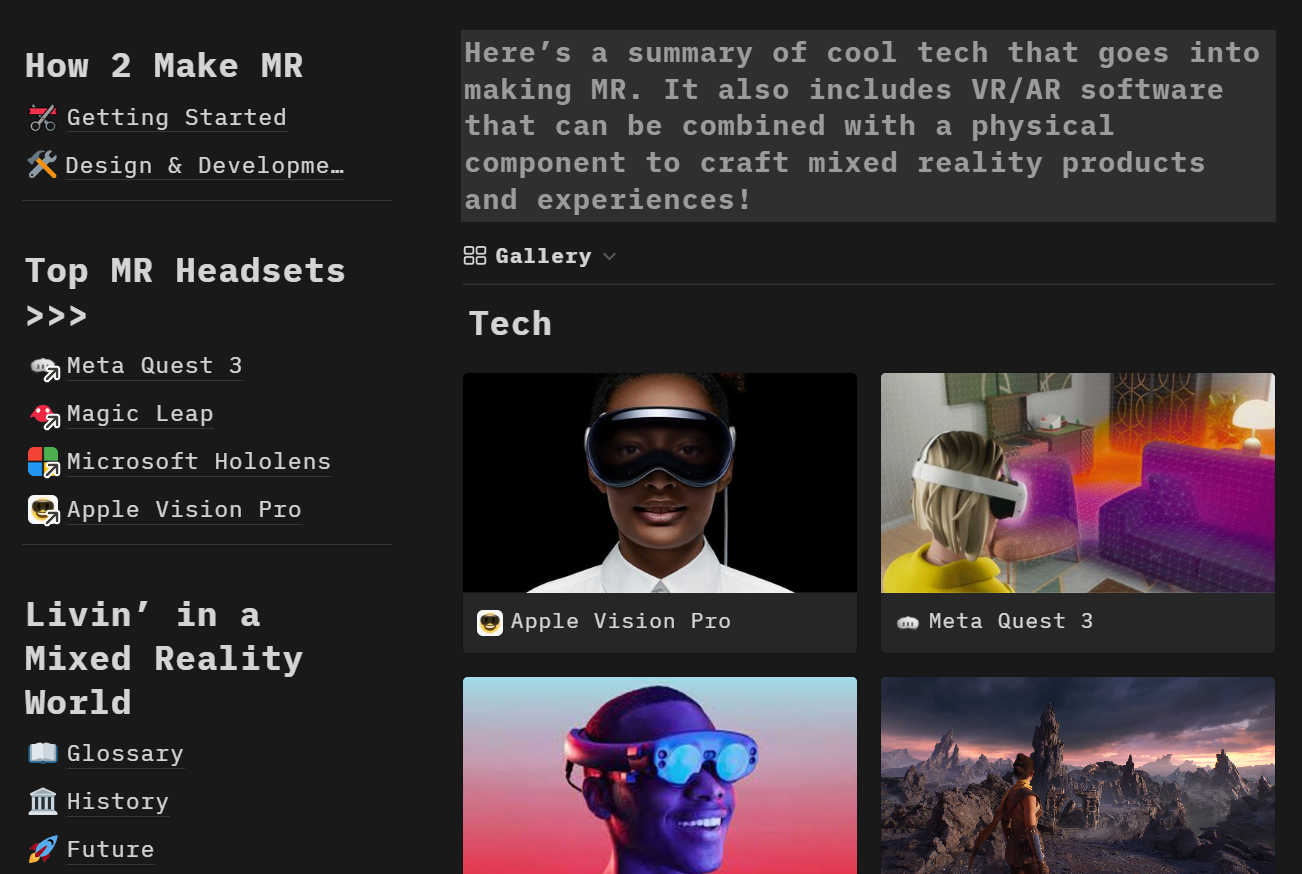 How 2 Make MR
Getting Started
Design & Developme…
Top MR Headsets
>>>
Meta Quest 3
Magic Leap
Microsoft Hololens
Apple Vision Pro
Livin’ in a
Mixed Reality
World
Glossary
History
Future
Here’s a summary of cool tech that goes into
making MR. It also includes VR/AR software
that can be combined with a physical
component to craft mixed reality products
and experiences!
Gallery
Tech
Apple Vision Pro
Meta Quest 3